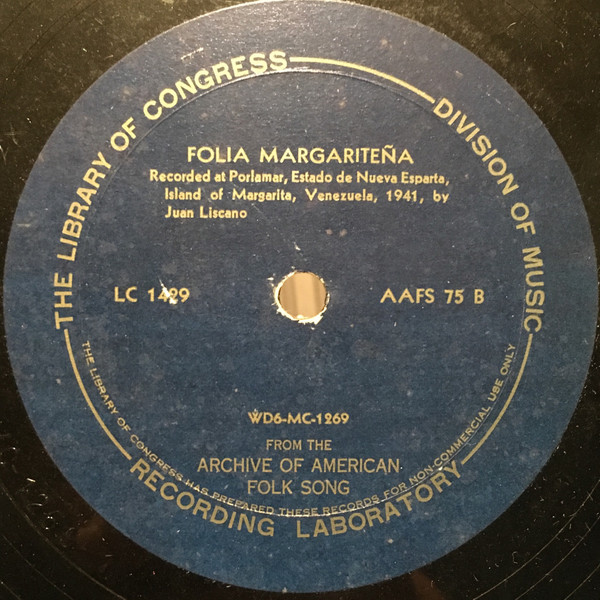 THE LIBRARY OF CONGRESS
DIVISION OF MUSIC
FOLIA MARGARITEÑA
Recorded at Porlamar, Estado de Nueva Esparta,
Island of Margarita, Venezuela, 1941, by
Juan Liscano
LC 1429
AAFS 75 B
WD6-MC-1269
FROM THE
ARCHIVE OF AMERICAN
FOLK SONG
THE LIBRARY OF CONGRESS HAS PREPARED THESE RECORDS FOR NON-COMMERCIAL USE ONLY
RECORDING LABORATORY